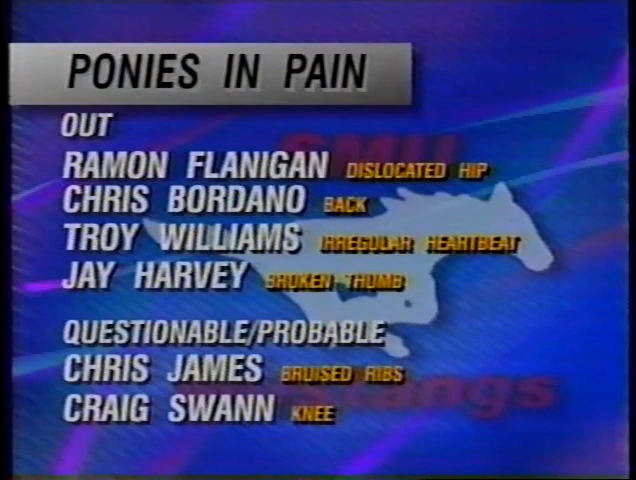 PONIES IN PAIN
OUT
RAMON FLANIGAN DISLOCATED HIP
CHRIS BORDANO BACK
TROY WILLIAMS IRREGULAR HEARTBEAT
JAY HARVEY BROKEN THUMB
QUESTIONABLE/PROBABLE
CHRIS JAMES BRUISED RIBS
CRAIG SWANN KNEE
SMU